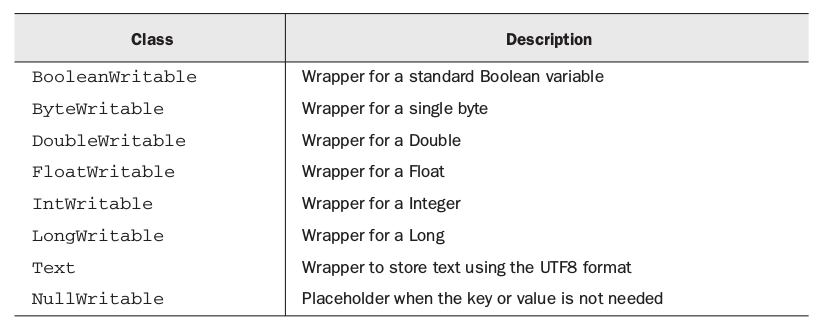 Class Description
BooleanWritable Wrapper for a standard Boolean variable
ByteWritable Wrapper for a single byte
DoubleWritable Wrapper for a Double
FloatWritable Wrapper for a Float
IntWritable Wrapper for a Integer
LongWritable Wrapper for a Long
Text Wrapper to store text using the UTF8 format
NullWritable Placeholder when the key or value is not needed